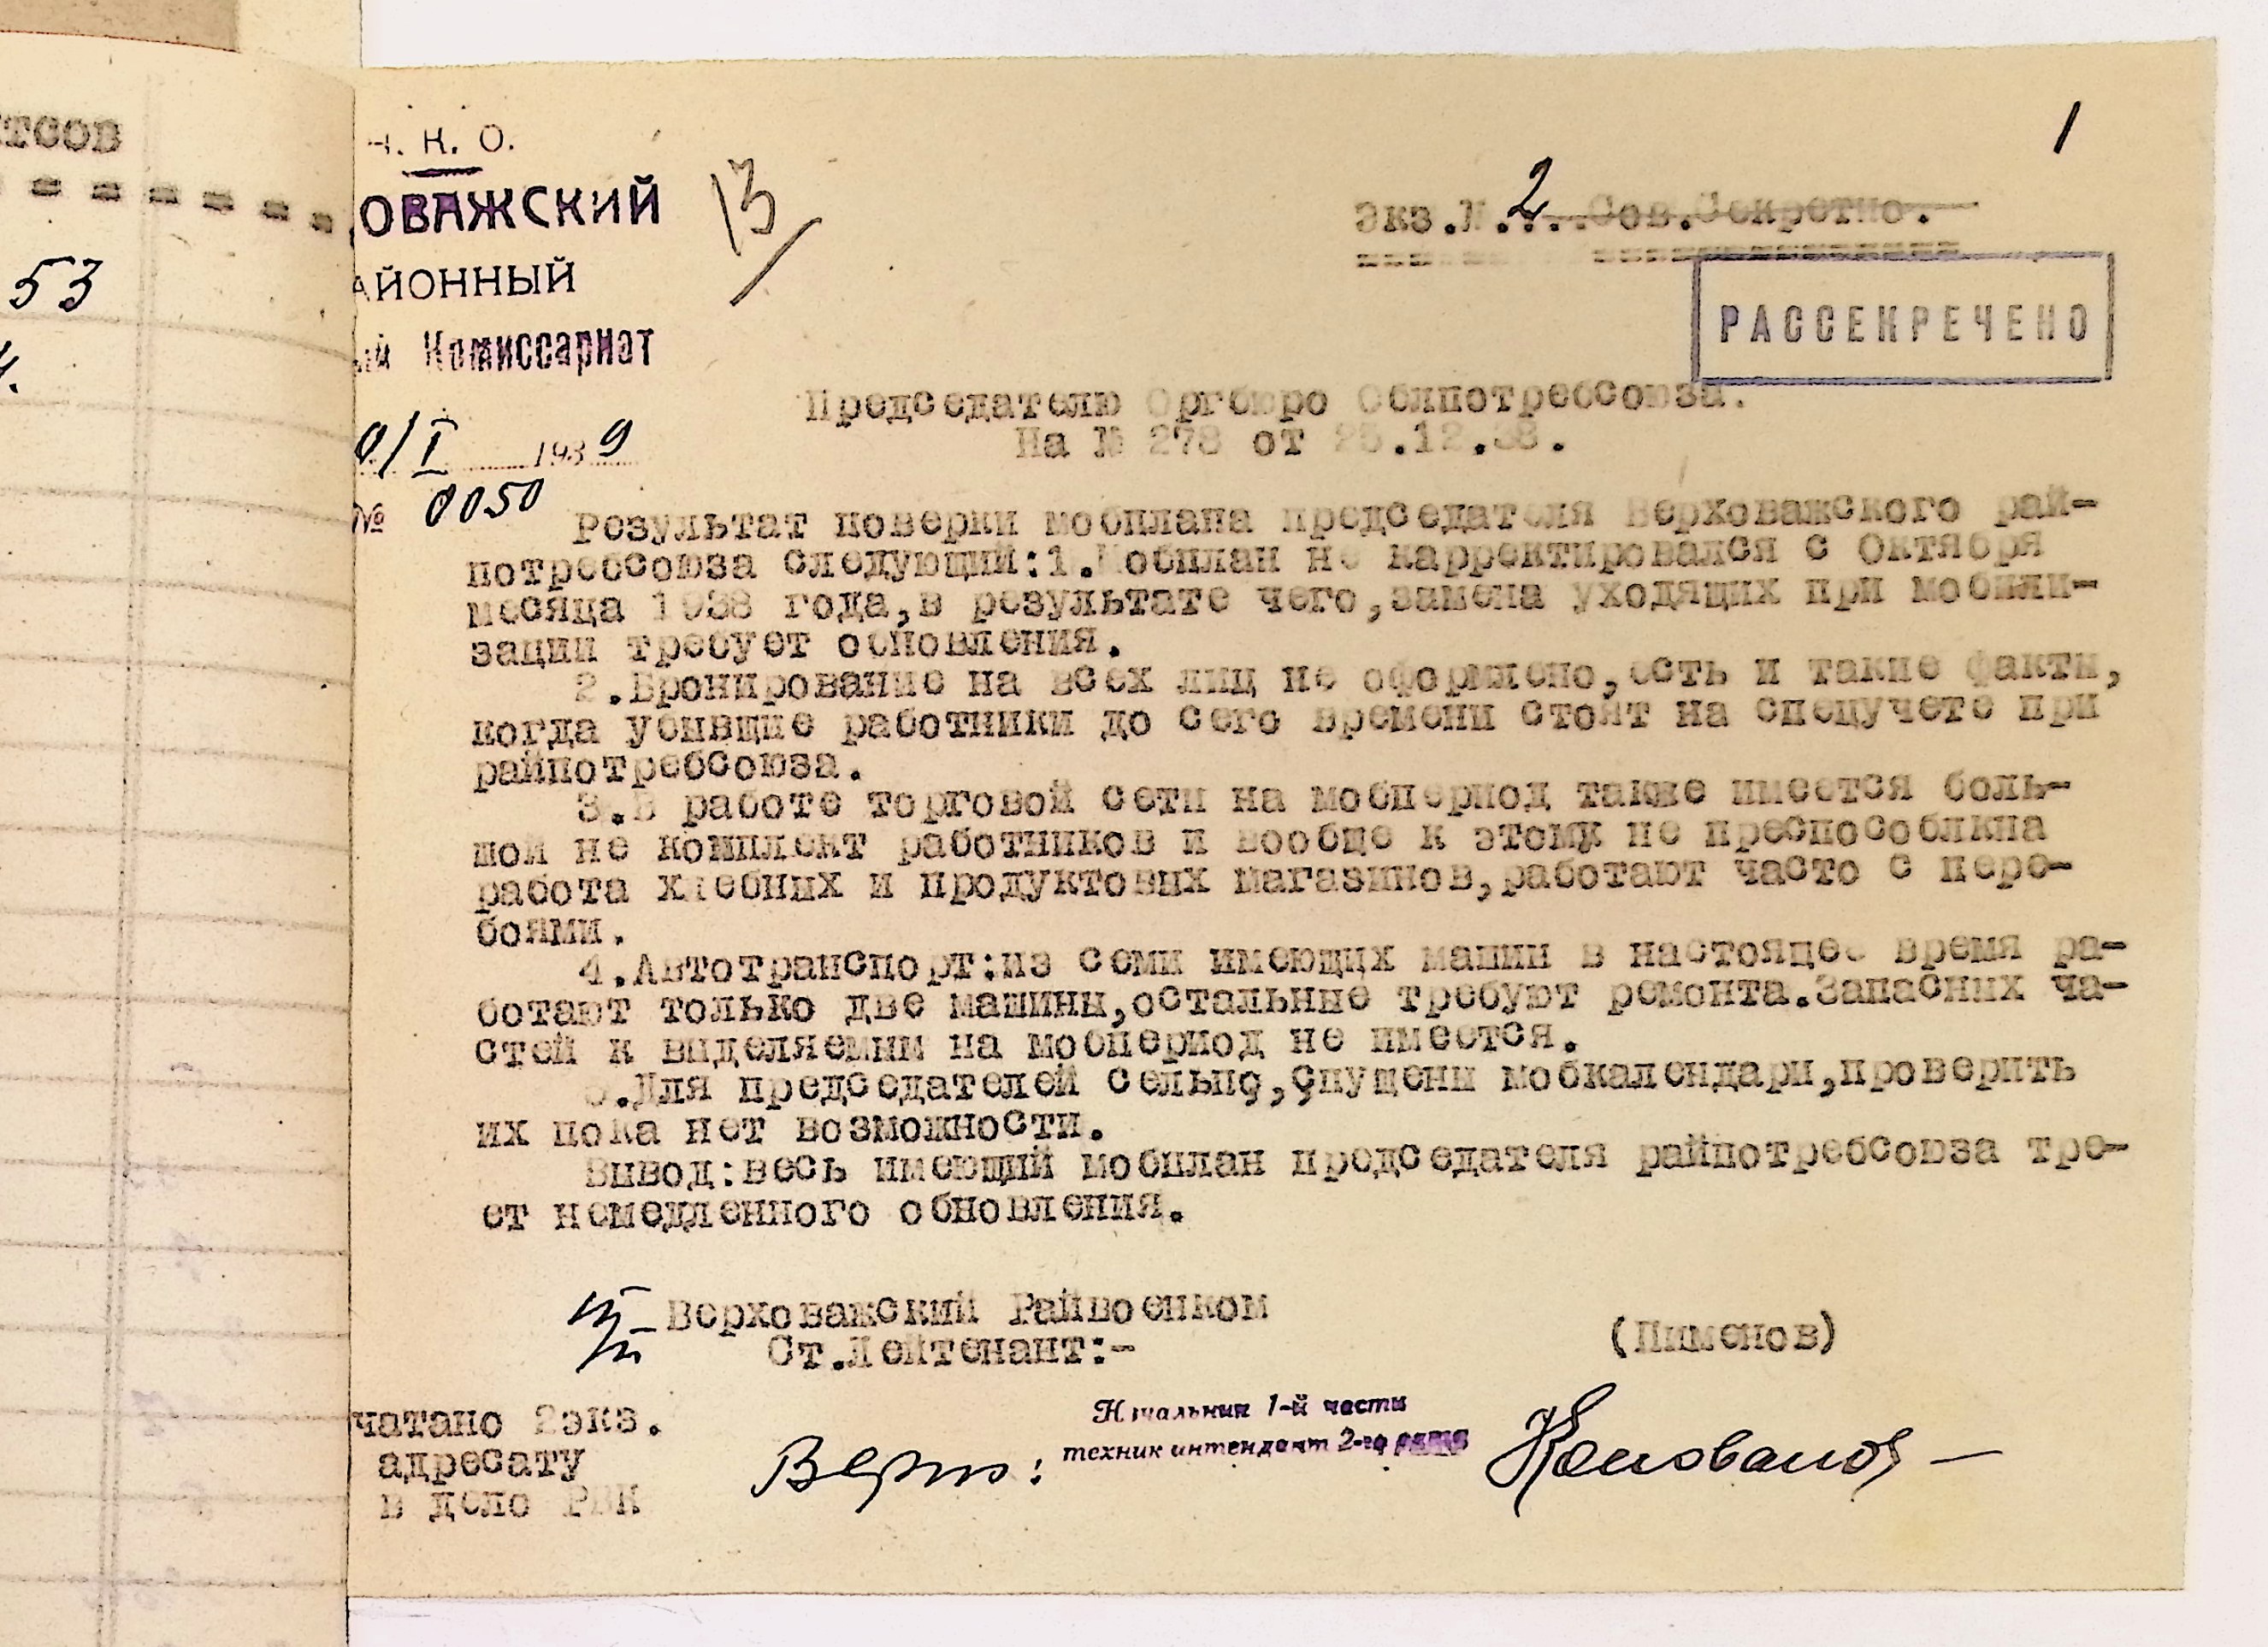 тсов
53
Н. К. О.
ОВАЖСКИЙ
АЙОННЫЙ
ый Комиссариат
0/I 1939
№ 0050
13/
1
Экз.№.2...Сов.Секретно.
РАССЕКРЕЧЕНО
Председателю Оргбюро Облпотребсоюза.
На № 278 от 25.12.38.
Результат поверки мобплана председателя Верховажского рай-
потребсоюза следующий:1.Мобплан не карректировался с Октября
месяца 1938 года,в результате чего,замена уходящих при мобили-
зации требует обновления.
2.Бронирование на всех лиц не оформлено,есть и такие факты,
когда убывщие работники до сего времени стоят на спецучете при
райпотребсоюза.
3.В работе торговой сети на мобпериод также имеется боль-
шой не комплект работников и вообще к этому не преспособлкна
работа хлебных и продуктовых магазинов,работают часто с пере-
боями.
4.Автотранспорт:из семи имеющих машин в настоящее время ра-
ботают только две машины,остальные требуют ремонта.Запасных ча-
стей к выделяемым на мобпериод не имеется.
5.Для председателей сельпо,спущены мобкалендари,проверить
их пока нет возможности.
Вывод:весь имеющий мобплан председателя райпотребсоюза тре-
ет немедленного обновления.
Верховажский Райвоенком
Ст.Лейтенант:- (Пименов)
чатано 2экз.
адресату
в дело РВК
Верно:
Начальник 1-й части
техник интендант 2-го ранга
Коновалов